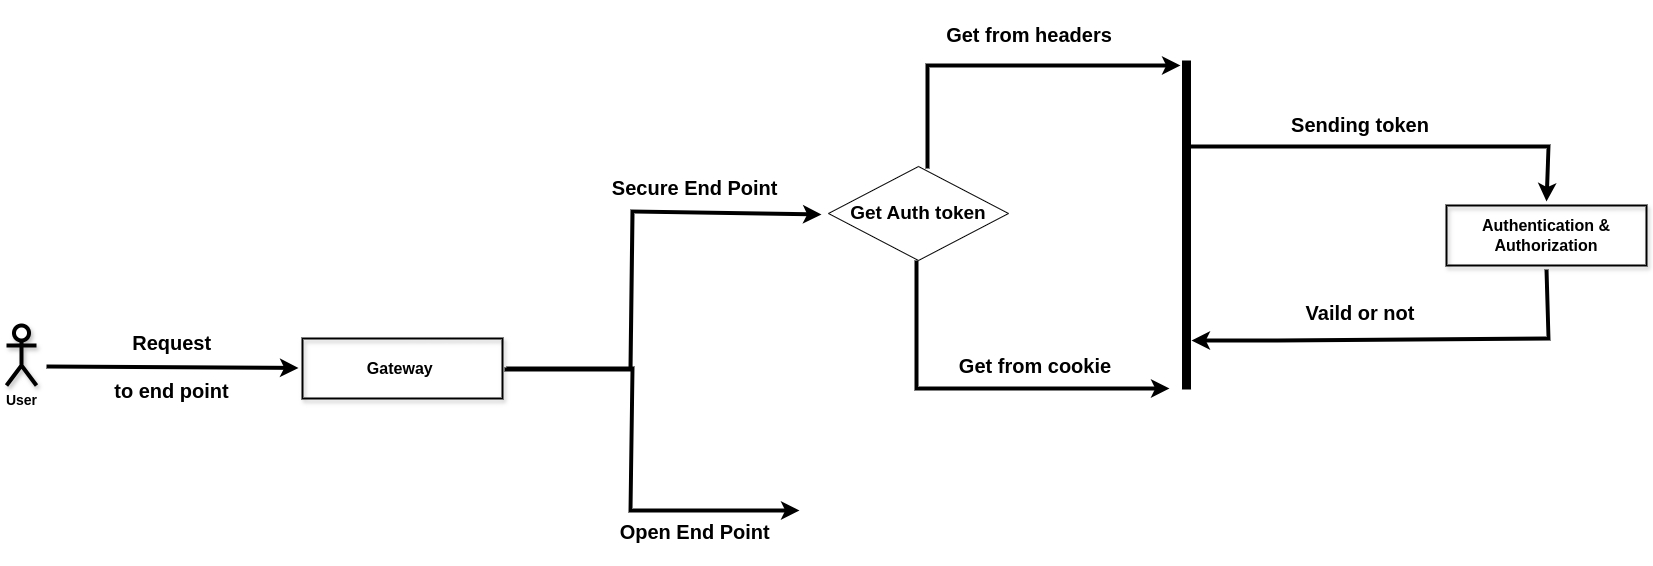 Get from headers
Sending token
Secure End Point
Get Auth token
Authentication &
Authorization
Vaild or not
Request
Get from cookie
Gateway
to end point
User
Open End Point